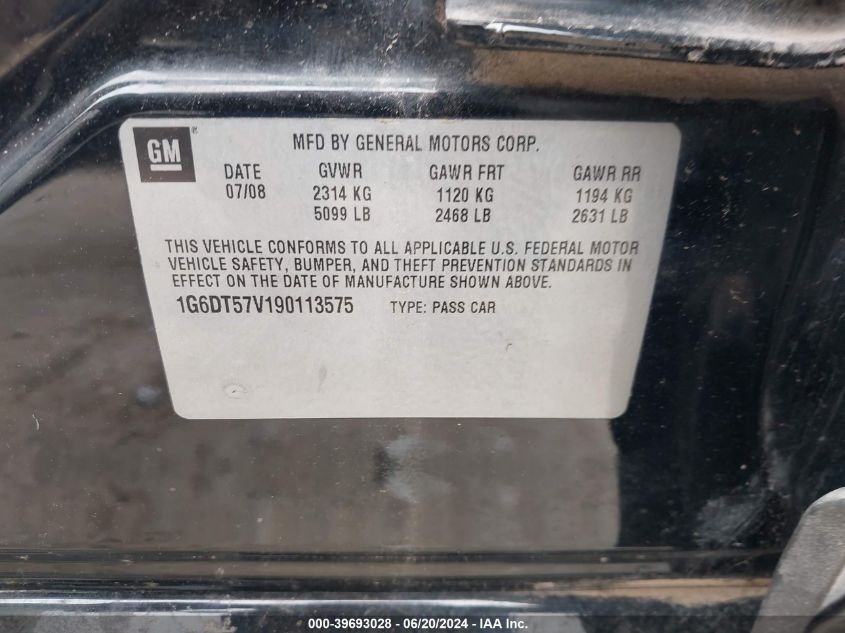 GM
®
MFD BY GENERAL MOTORS CORP.
DATE GVWR GAWR FRT GAWR RR
07/08 2314 KG 1120 KG 1194 KG
5099 LB 2468 LB 2631 LB
THIS VEHICLE CONFORMS TO ALL APPLICABLE U.S. FEDERAL MOTOR
VEHICLE SAFETY, BUMPER, AND THEFT PREVENTION STANDARDS IN
EFFECT ON THE DATE OF MANUFACTURE SHOWN ABOVE.
1G6DT57V190113575 TYPE: PASS CAR
000-39693028 - 06/20/2024 - IAA Inc.